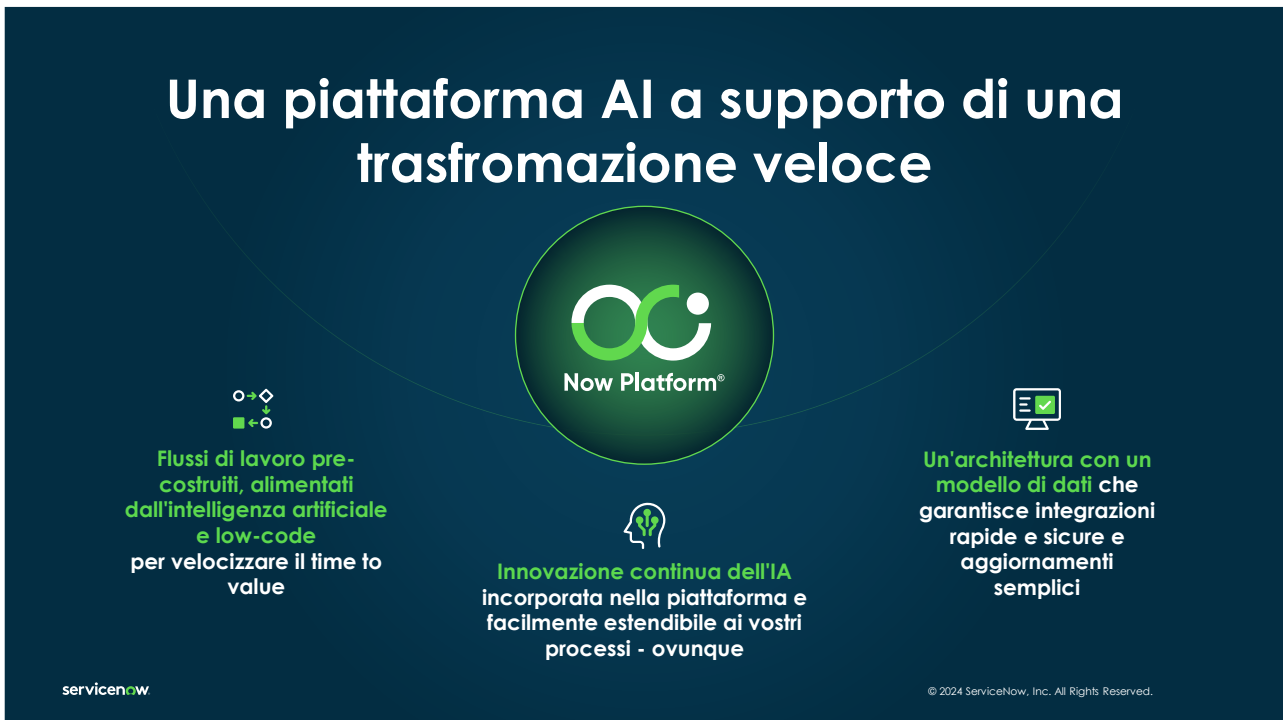 Una piattaforma AI a supporto di una
trasfromazione veloce
Now Platform®
Flussi di lavoro pre-
costruiti, alimentati
dall'intelligenza artificiale
e low-code
per velocizzare il time to
value
Innovazione continua dell'IA
incorporata nella piattaforma e
facilmente estendibile ai vostri
processi - ovunque
Un'architettura con un
modello di dati che
garantisce integrazioni
rapide e sicure e
aggiornamenti
semplici
servicenow
© 2024 ServiceNow, Inc. All Rights Reserved.